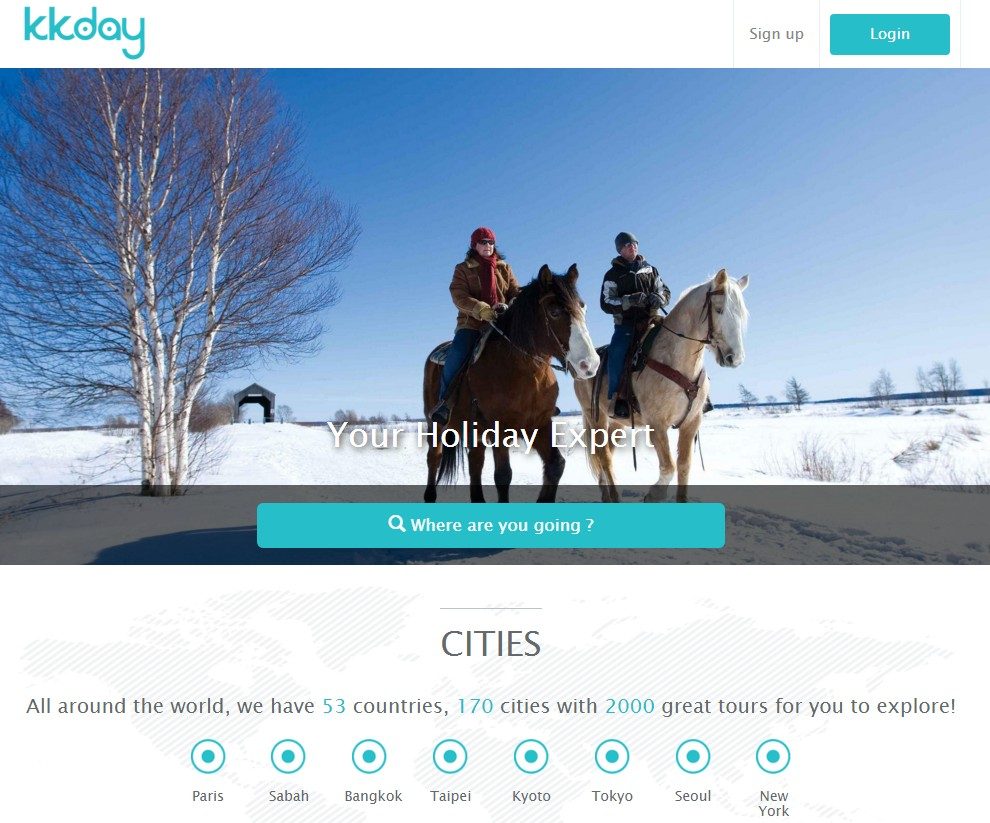 kkday
Sign up
Login
Your Holiday Expert
Where are you going ?
CITIES
All around the world, we have 53 countries, 170 cities with 2000 great tours for you to explore!
Paris
Sabah
Bangkok
Taipei
Kyoto
Tokyo
Seoul
New
York